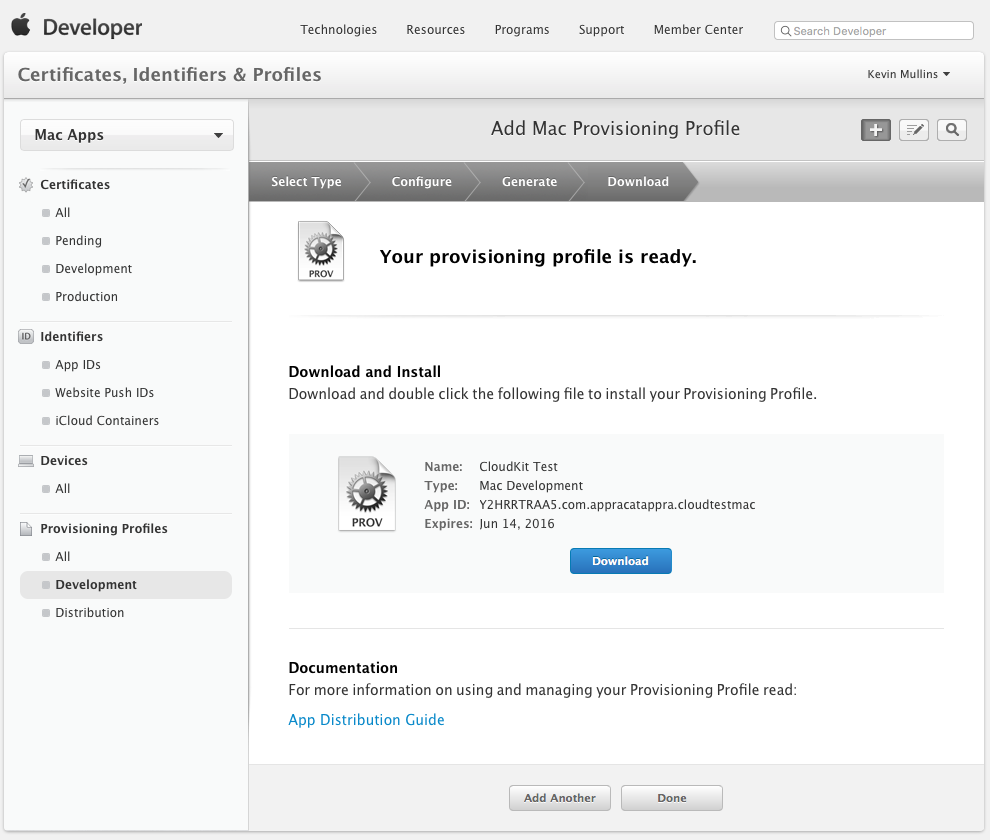 Developer
Technologies Resources Programs Support Member Center Search Developer
Certificates, Identifiers & Profiles
Kevin Mullins
Mac Apps
Certificates
All
Pending
Development
Production
ID Identifiers
App IDs
Website Push IDs
iCloud Containers
Devices
All
Provisioning Profiles
All
Development
Distribution
Add Mac Provisioning Profile
Select Type Configure Generate Download
PROV
Your provisioning profile is ready.
Download and Install
Download and double click the following file to install your Provisioning Profile.
PROV
Name: CloudKit Test
Type: Mac Development
App ID: Y2HRRTRAA5.com.appracatappra.cloudtestmac
Expires: Jun 14, 2016
Download
Documentation
For more information on using and managing your Provisioning Profile read:
App Distribution Guide
Add Another Done